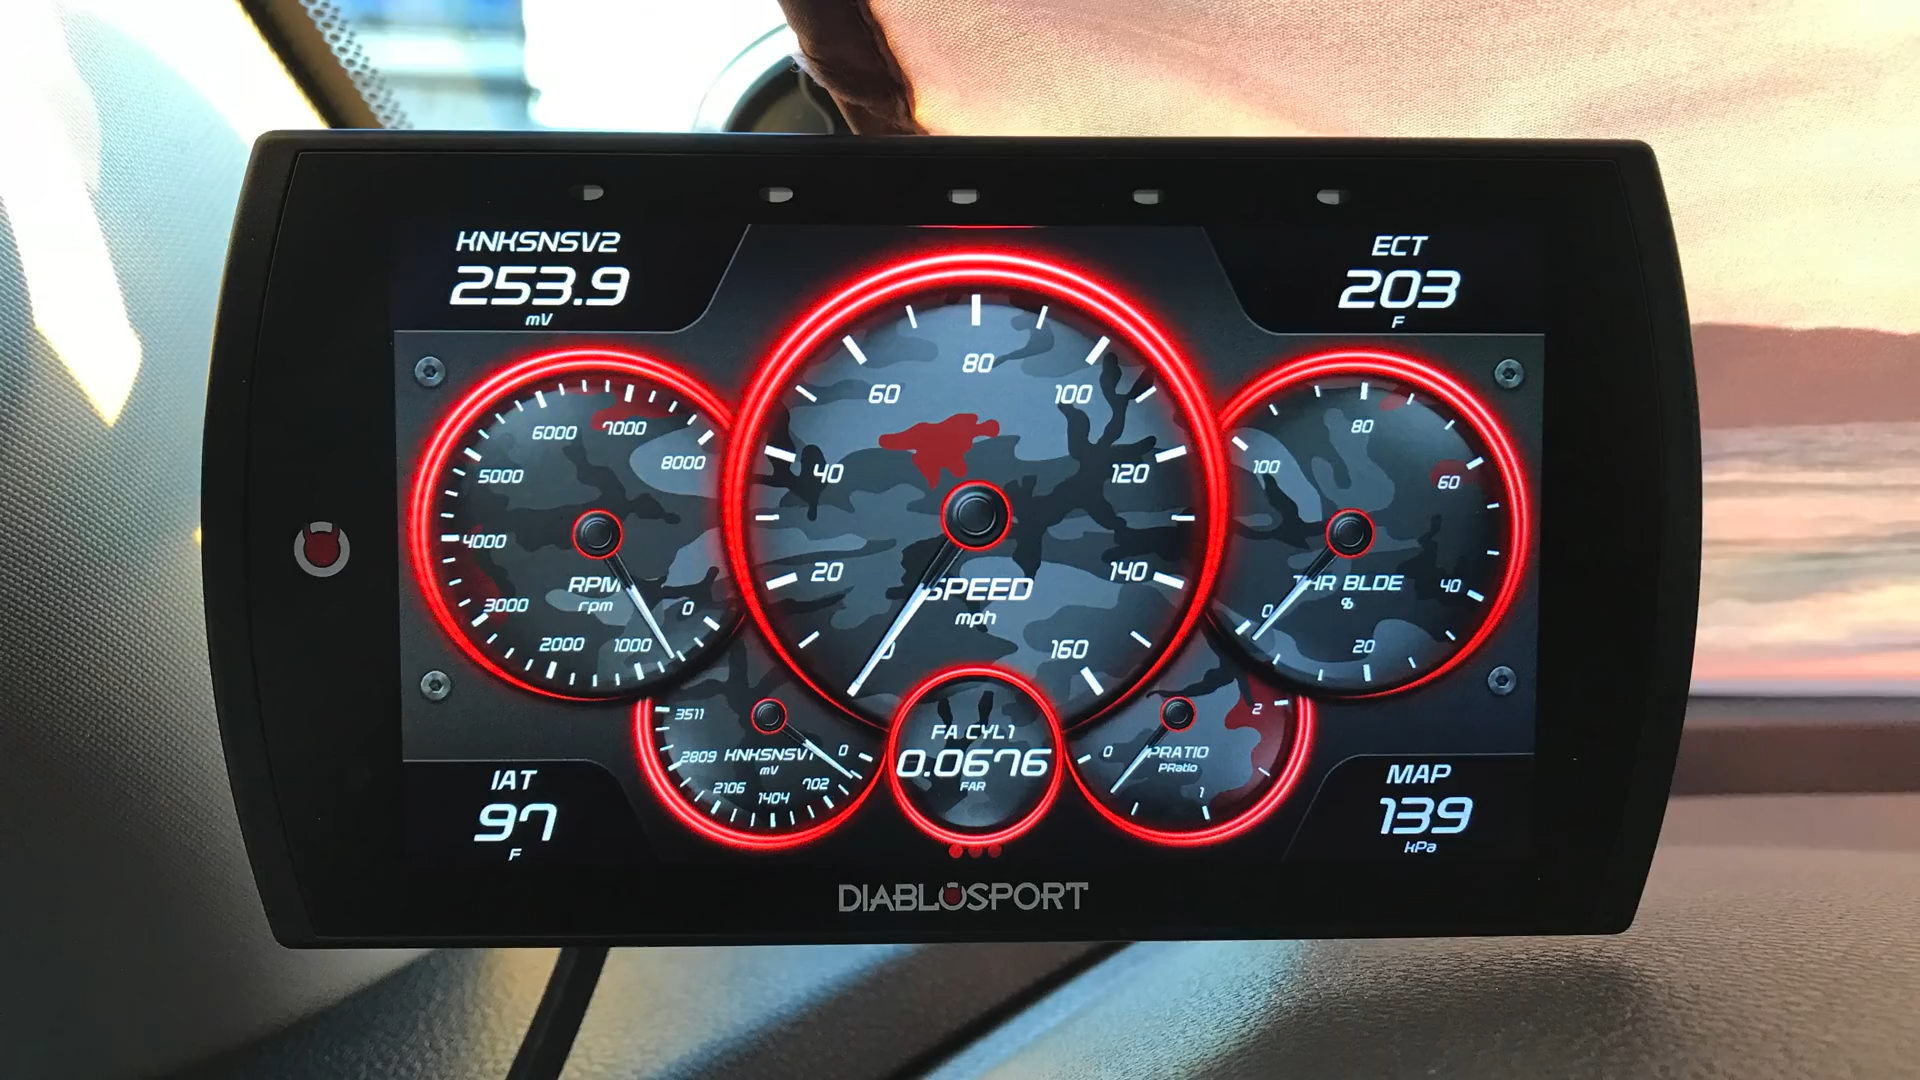 KNKSNSV2
253.9
mV
ECT
203
F
6000 7000
5000 8000
4000
3000 0
2000 1000
RPM
rpm
80
60 100
40 120
20 140
0 160
SPEED
mph
80
100 60
0 40
20
THR BLDE
%
3511
2809 KNKSNSV1 0
mV
2106 1404 702
FA CYL1
0.0676
FAR
2
0 PRATIO
PRatio
1
IAT
97
F
MAP
139
kPa
DIABLOSPORT